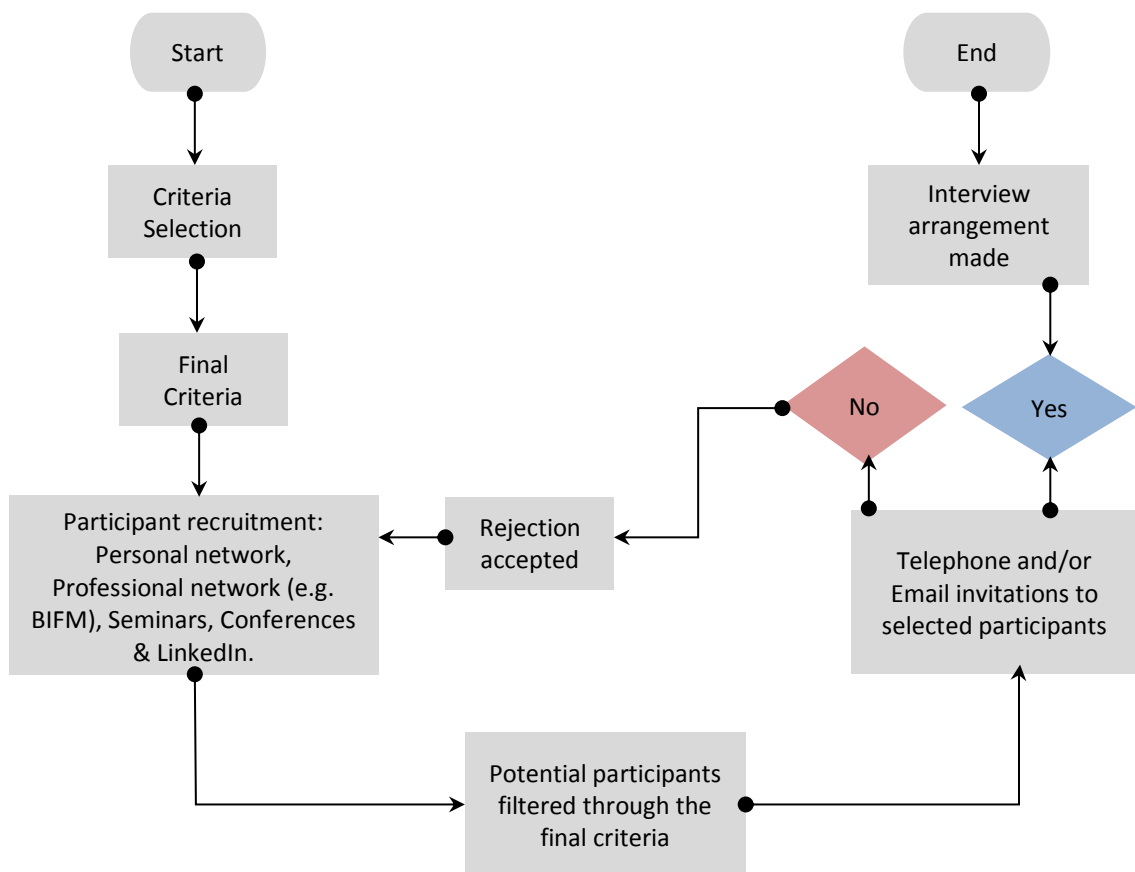 Start
End
Criteria
Selection
Interview
arrangement
made
Final
Criteria
No
Yes
Participant recruitment:
Personal network,
Professional network (e.g.
BIFM), Seminars, Conferences
& LinkedIn.
Rejection
accepted
Telephone and/or
Email invitations to
selected participants
Potential participants
filtered through the
final criteria